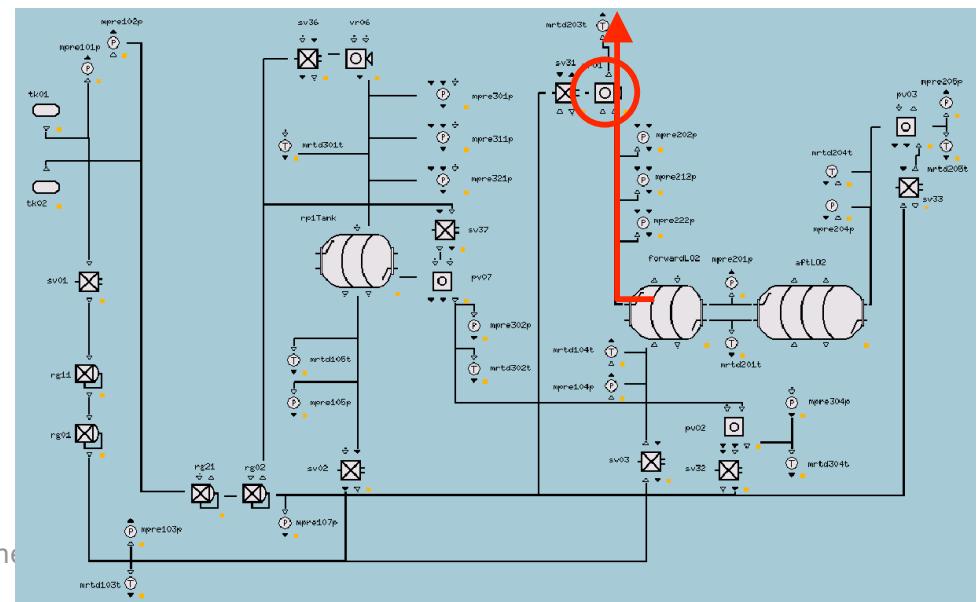 mpre102p
mpre101p
tk01
tk02
sv01
rg11
rg01
mpre103p
mrtd103t
rg21
rg02
sv36
vr06
mpre301p
mrtd301t
mpre311p
mpre321p
rp1Tank
sv37
pv07
mpre302p
mrtd302t
mrtd105t
mpre105p
sv02
mpre107p
mrtd203t
sv31
mpre202p
mpre212p
mpre222p
forwardLO2
mpre201p
aftLO2
mrtd201t
mrtd104t
mpre104p
sv03
pv02
sv32
mpre304p
mrtd304t
mrtd204t
mpre204p
mpre205p
pv03
mrtd205t
sv33
P
T